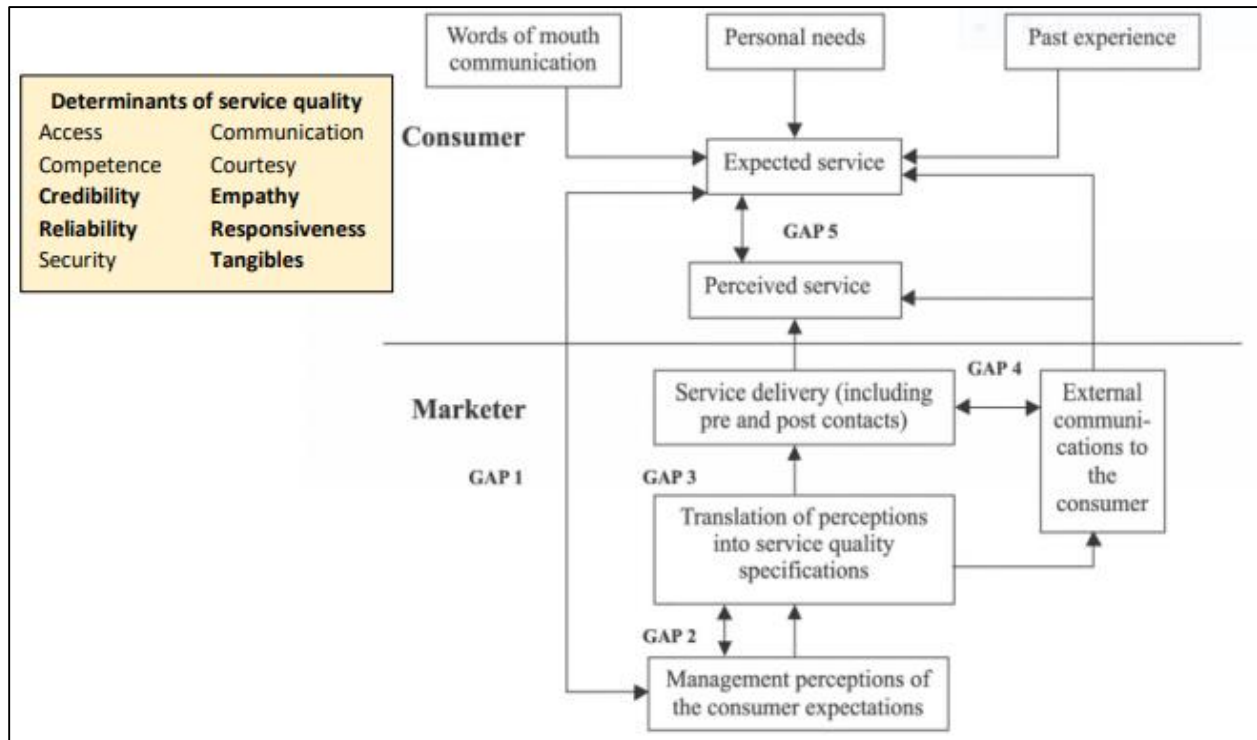 Words of mouth
communication
Personal needs
Past experience
Determinants of service quality
Access Communication
Competence Courtesy
Credibility Empathy
Reliability Responsiveness
Security Tangibles
Consumer
Expected service
GAP 5
Perceived service
Marketer
Service delivery (including
pre and post contacts)
GAP 4
External
communi-
cations to
the
consumer
GAP 1
GAP 3
Translation of perceptions
into service quality
specifications
GAP 2
Management perceptions of
the consumer expectations